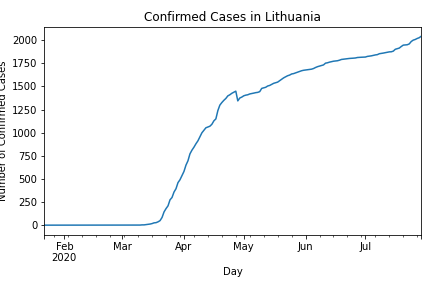 Confirmed Cases in Lithuania
Number of Confirmed Cases
2000
1750
1500
1250
1000
750
500
250
0
Feb
2020
Mar
Apr
May
Jun
Jul
Day